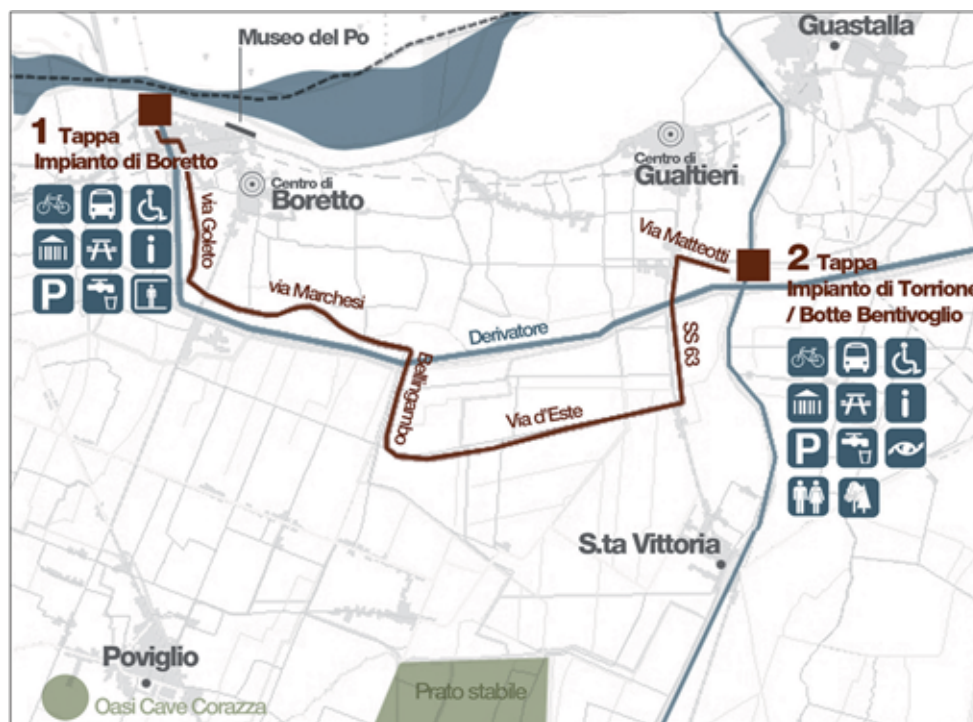 Guastalla
Museo del Po
1 Tappa
Impianto di Boretto
Centro di
Boretto
Centro di
Gualtieri
via Goleto
Via Matteotti
2 Tappa
Impianto di Torrione
/ Botte Bentivoglio
via Marchesi
Derivatore
SS 63
Bellingambo
Via d'Este
P
i
P
i
S.ta Vittoria
Poviglio
Prato stabile
Oasi Cave Corazza